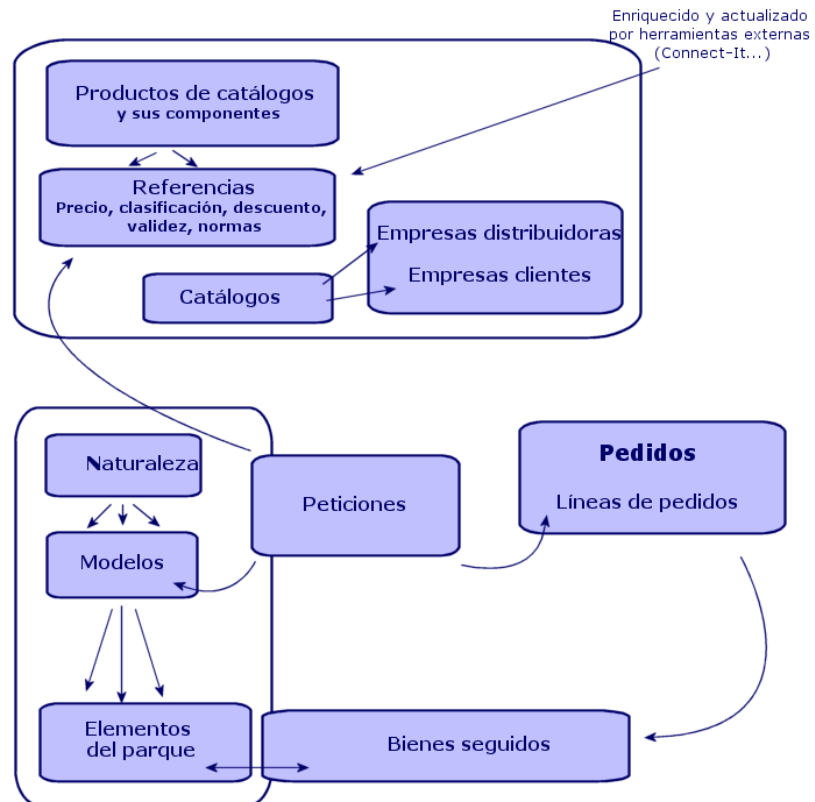 Enriquecido y actualizado
por herramientas externas
(Connect-It...)
Productos de catálogos
y sus componentes
Referencias
Precio, clasificación, descuento,
validez, normas
Empresas distribuidoras
Empresas clientes
Catálogos
Naturaleza
Peticiones
Pedidos
Líneas de pedidos
Modelos
Elementos
del parque
Bienes seguidos